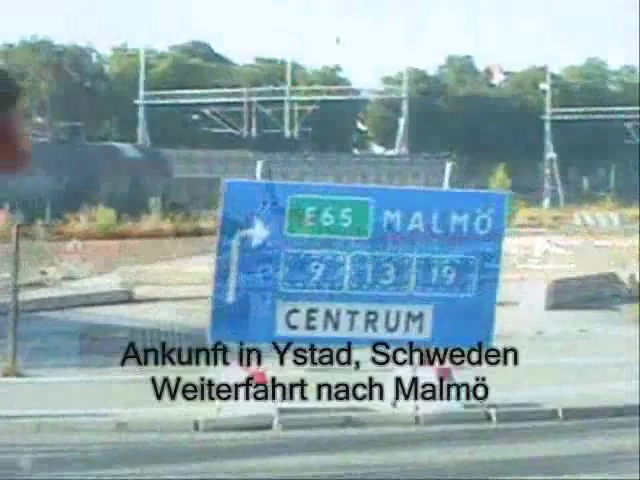 E65 MALMÖ
9 13 19
CENTRUM
Ankunft in Ystad, Schweden
Weiterfahrt nach Malmö